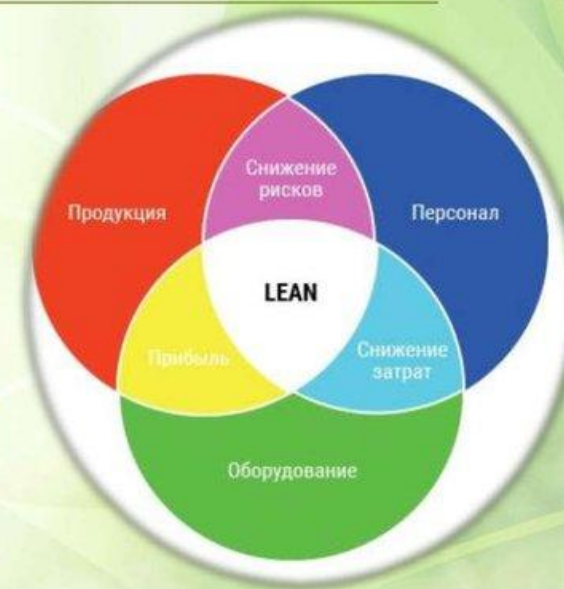 Снижение
рисков
Продукция
Персонал
LEAN
Прибыль
Снижение
затрат
Оборудование